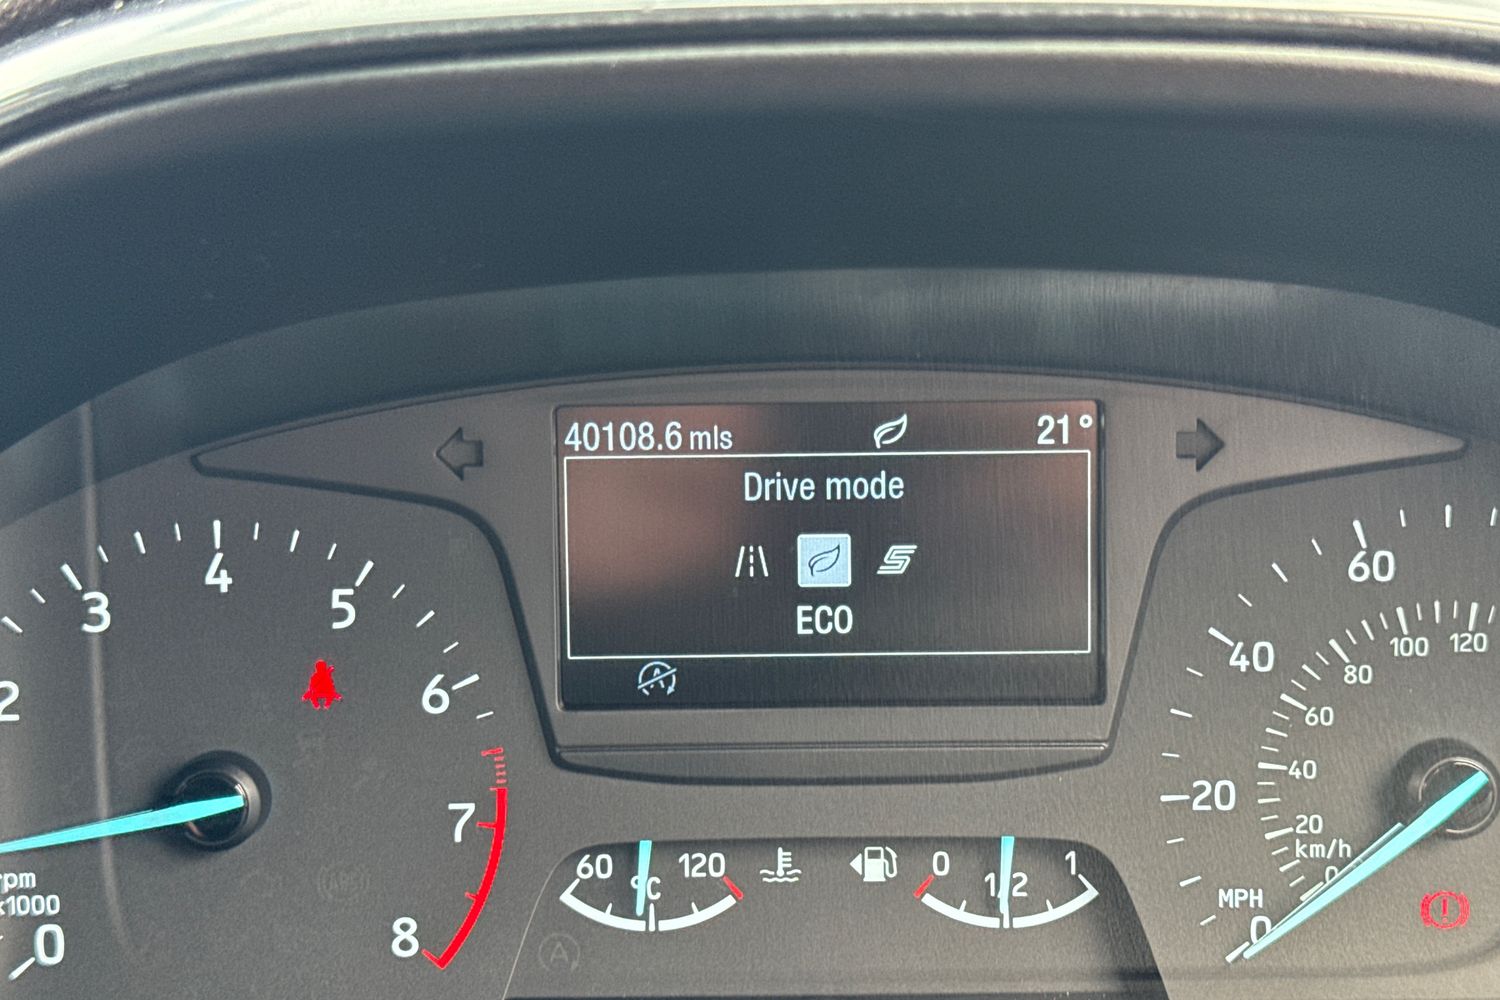 40108.6 mls 21°
Drive mode
S
ECO
A
2 3 4 5 6 7 8
rpm
x1000
0
60 °C 120
0 1/2 1
A
0 20 40 60
MPH
0 20 40 60 80 100 120
km/h